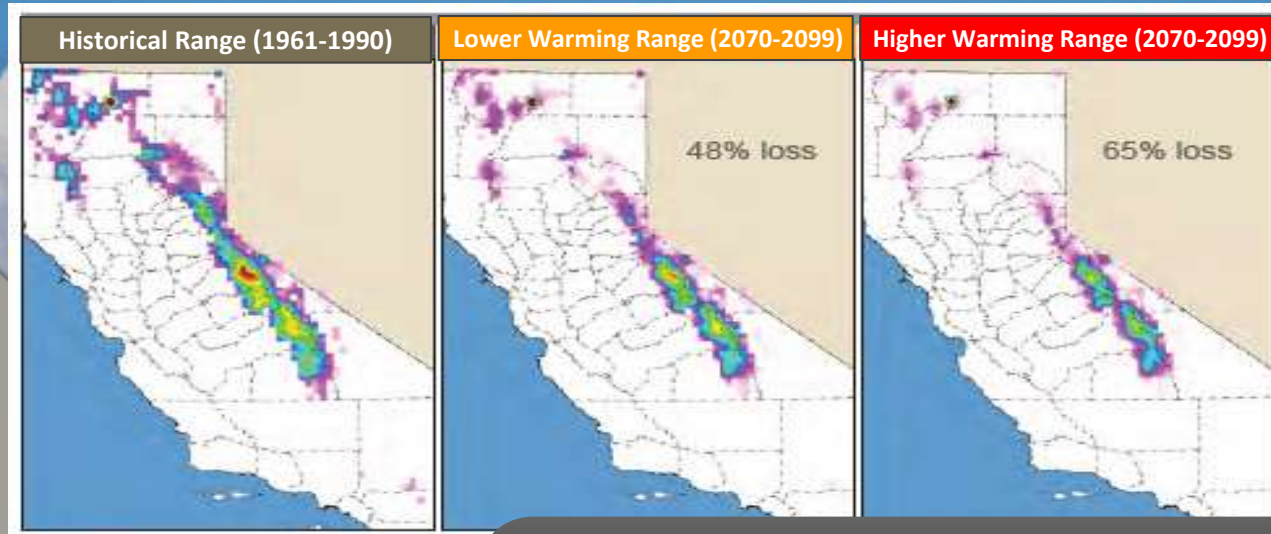 Historical Range (1961-1990)
Lower Warming Range (2070-2099)
Higher Warming Range (2070-2099)
48% loss
65% loss